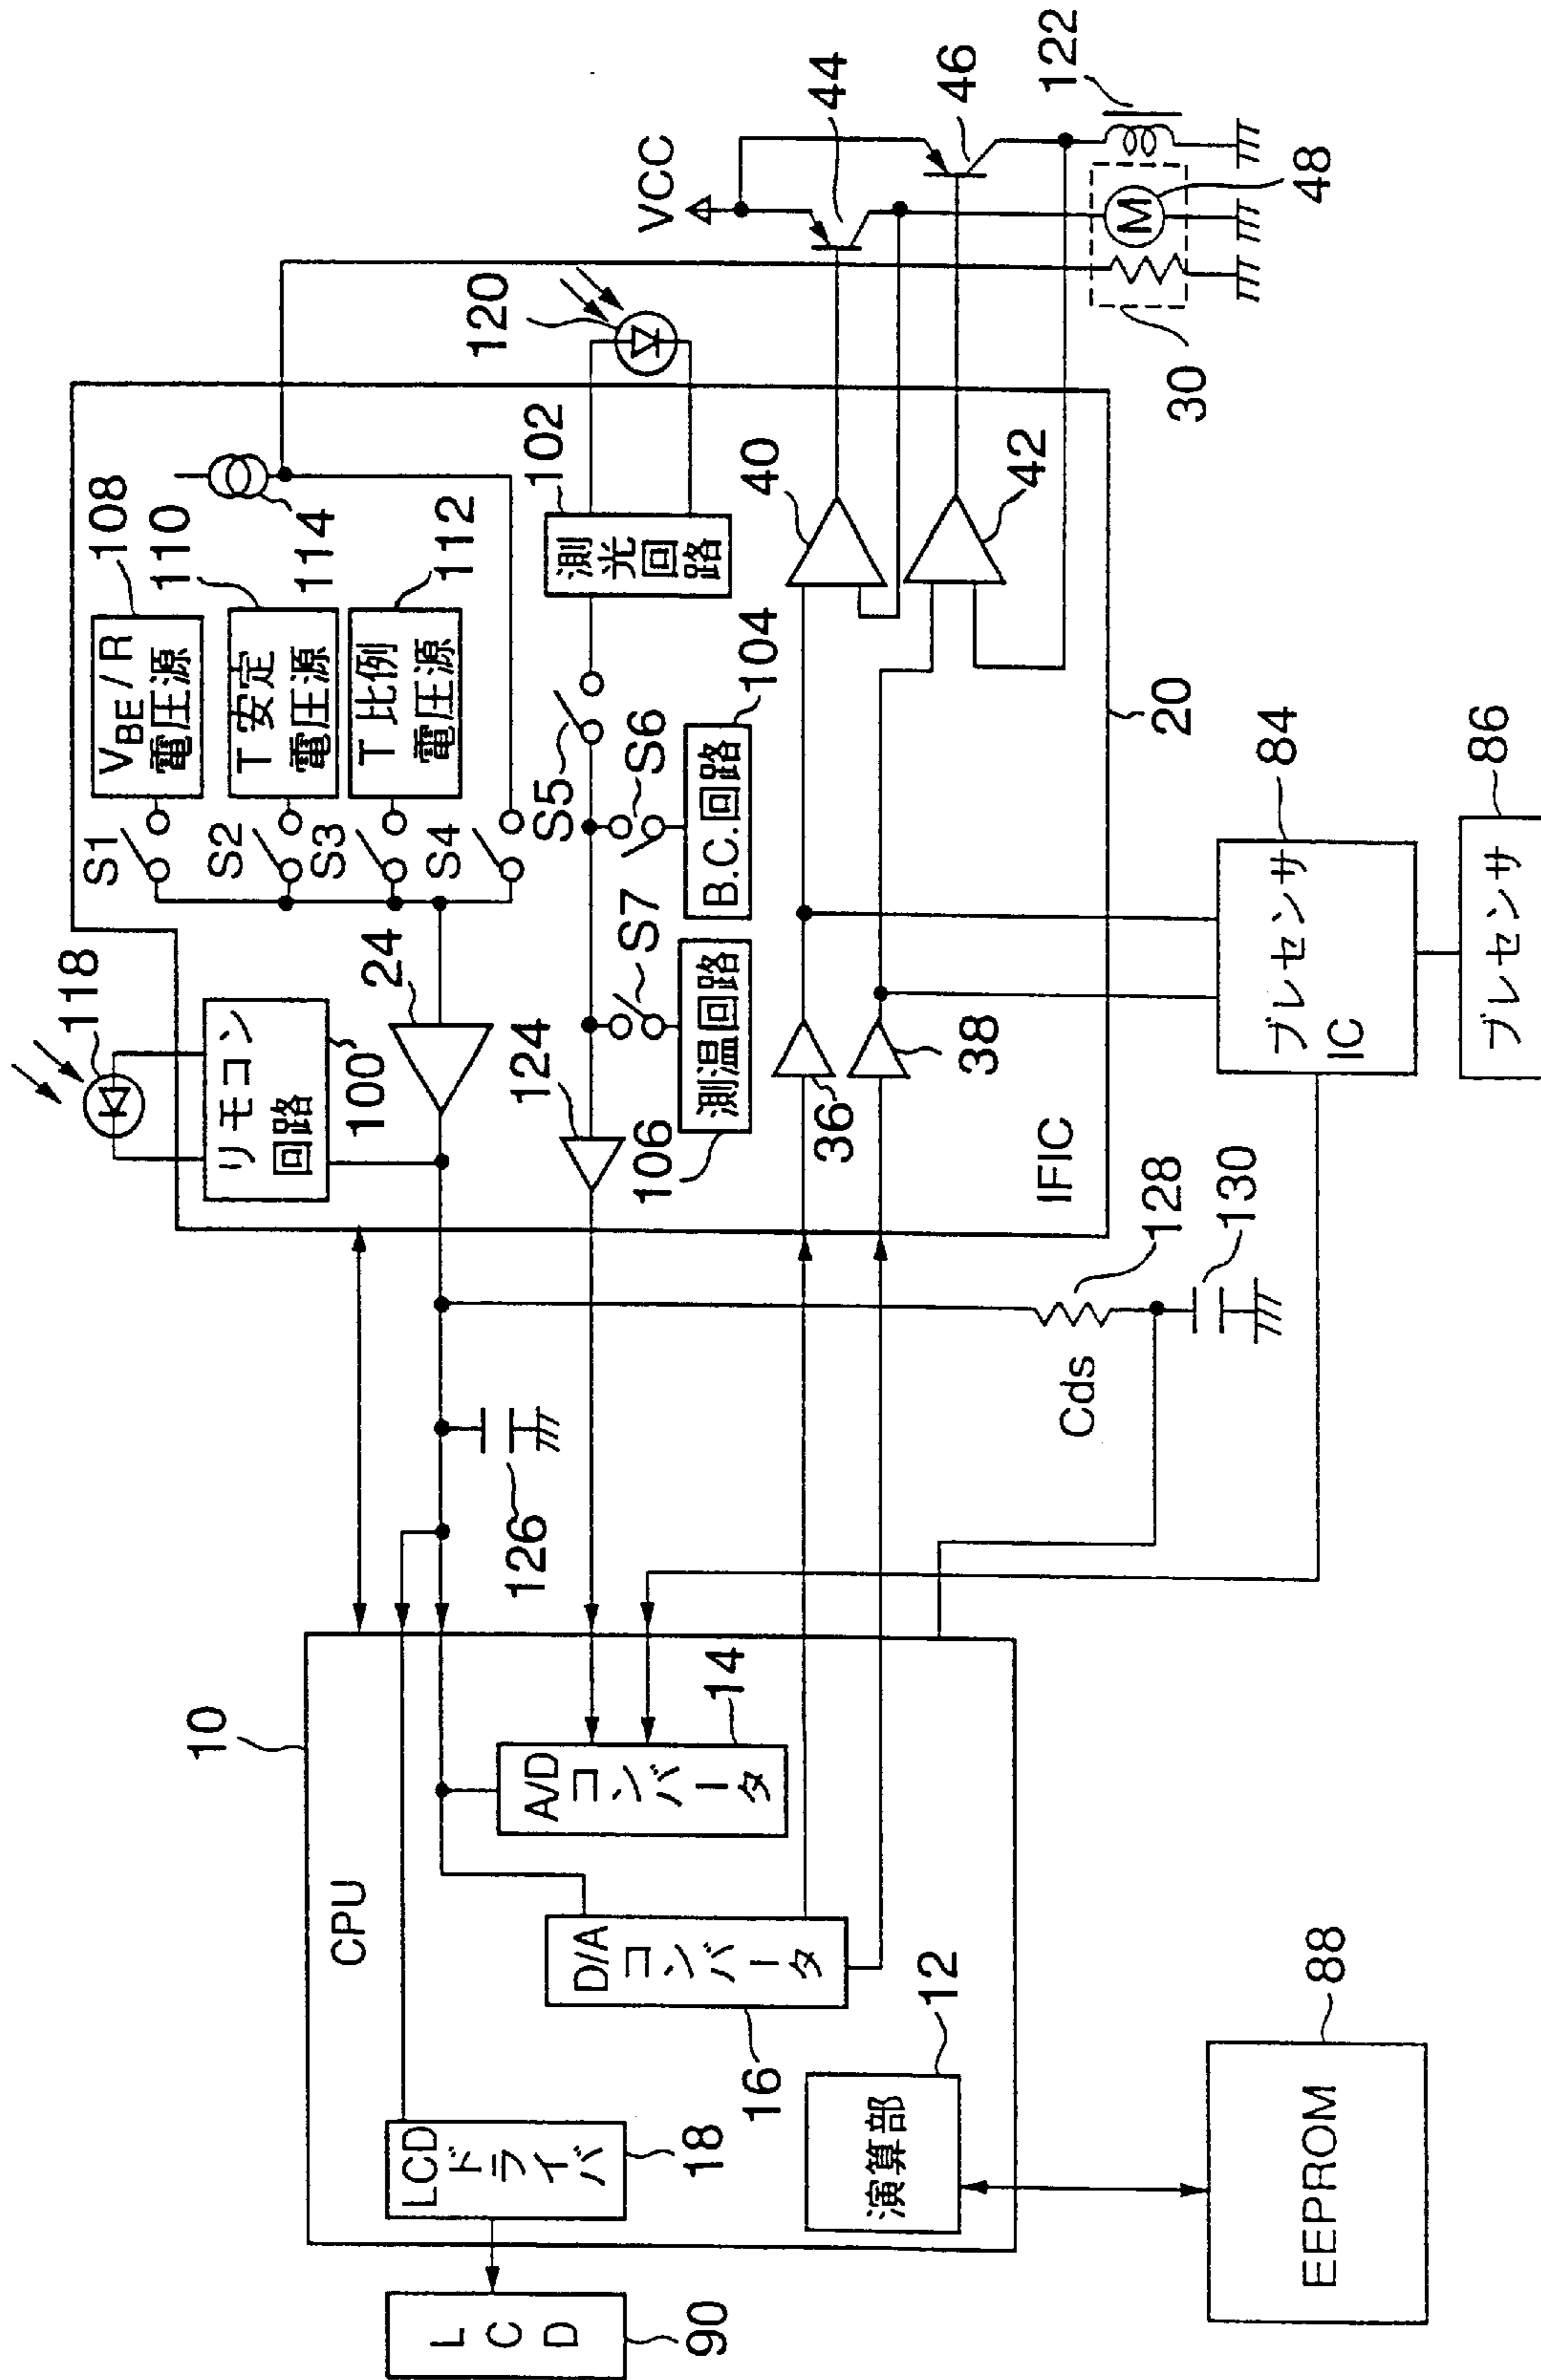 10
CPU
LCD
ドライバ
18
LCD
90
D/A
コンバータ
16
A/D
コンバータ
14
演算部
12
EEPROM
88
126
Cds
128
130
118
リモコン
回路
100
24
124
S1
S2
S3
S4
VBE/R
電圧源
108
T安定
電圧源
110
T比例
電圧源
112
114
測光
回路
102
120
S5
S6
S7
B.C.回路
104
測温回路
106
36
38
40
42
IFIC
20
VCC
44
46
122
M
48
30
プレセンサ
IC
84
プレセンサ
86